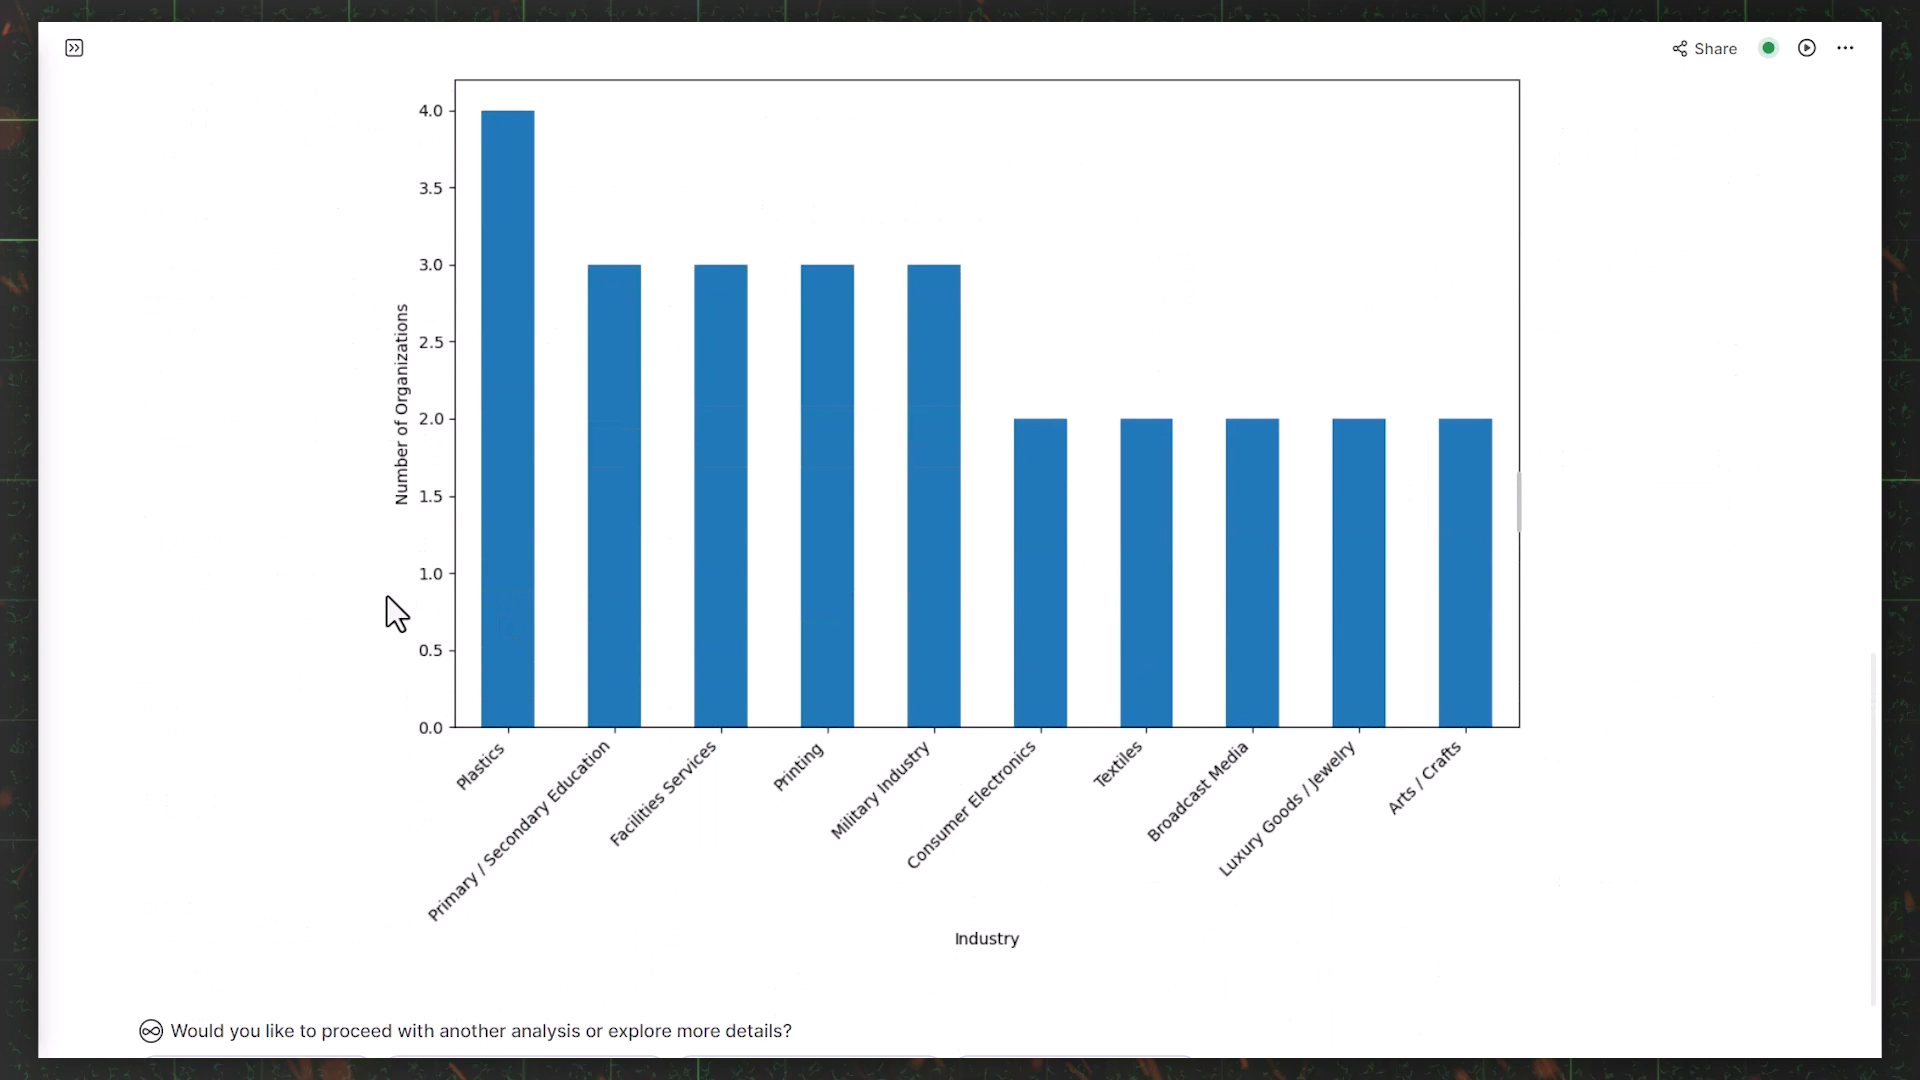 Share
4.0
3.5
3.0
2.5
2.0
1.5
1.0
0.5
0.0
Number of Organizations
Plastics
Primary / Secondary Education
Facilities Services
Printing
Military Industry
Consumer Electronics
Textiles
Broadcast Media
Luxury Goods / Jewelry
Arts / Crafts
Industry
Would you like to proceed with another analysis or explore more details?